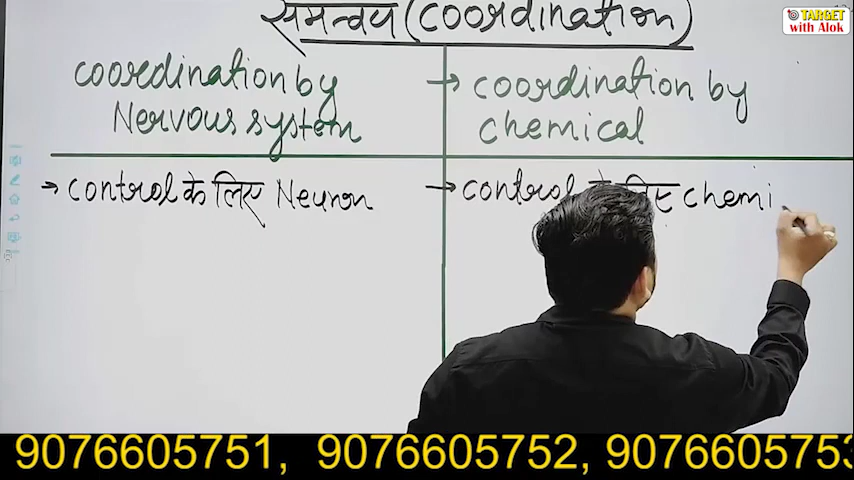 समन्वय (coordination)
TARGET
with Alok
coordination by
Nervous system
→ coordination by
chemical
→ control के लिए Neuron
→ control के लिए chemi
9076605751, 9076605752, 9076605753